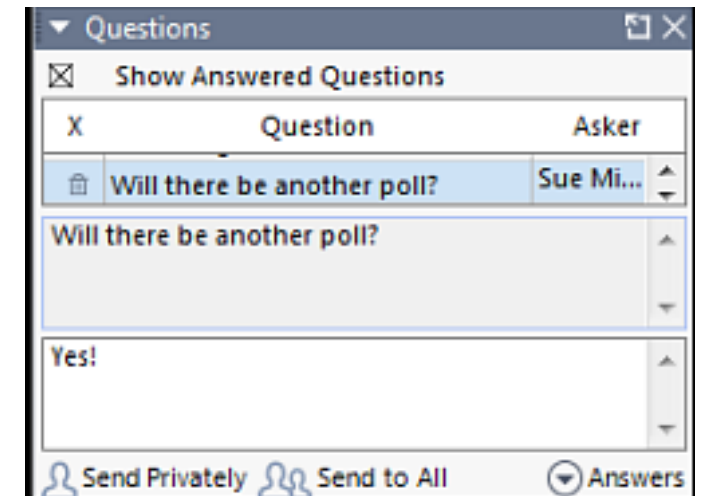 Questions
Show Answered Questions
X Question Asker
Will there be another poll? Sue Mi...
Will there be another poll?
Yes!
Send Privately Send to All Answers